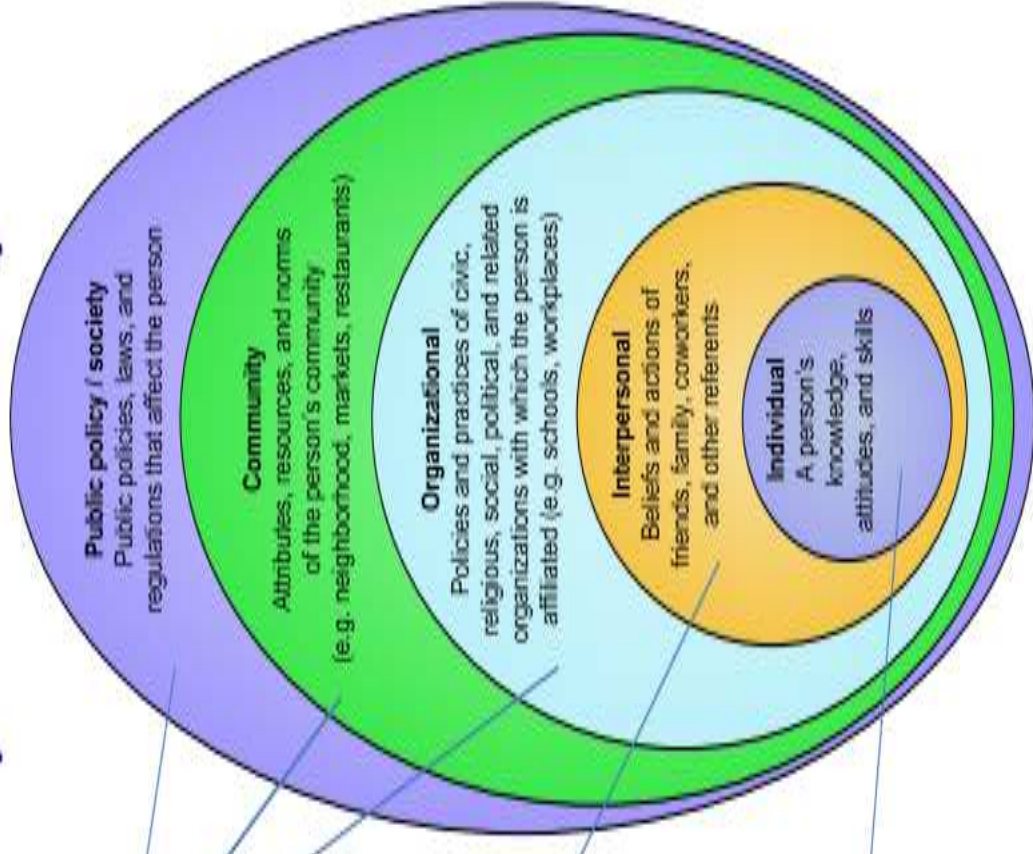 Public policy / society
Public policies, laws, and
regulations that affect the person
Community
Attributes, resources, and norms
of the person's community
(e.g. neighborhood, markets, restaurants)
Organizational
Policies and practices of civic,
religious, social, political, and related
organizations with which the person is
affiliated (e.g. schools, workplaces)
Interpersonal
Beliefs and actions of
friends, family, coworkers,
and other referents
Individual
A person's
knowledge,
attitudes, and skills